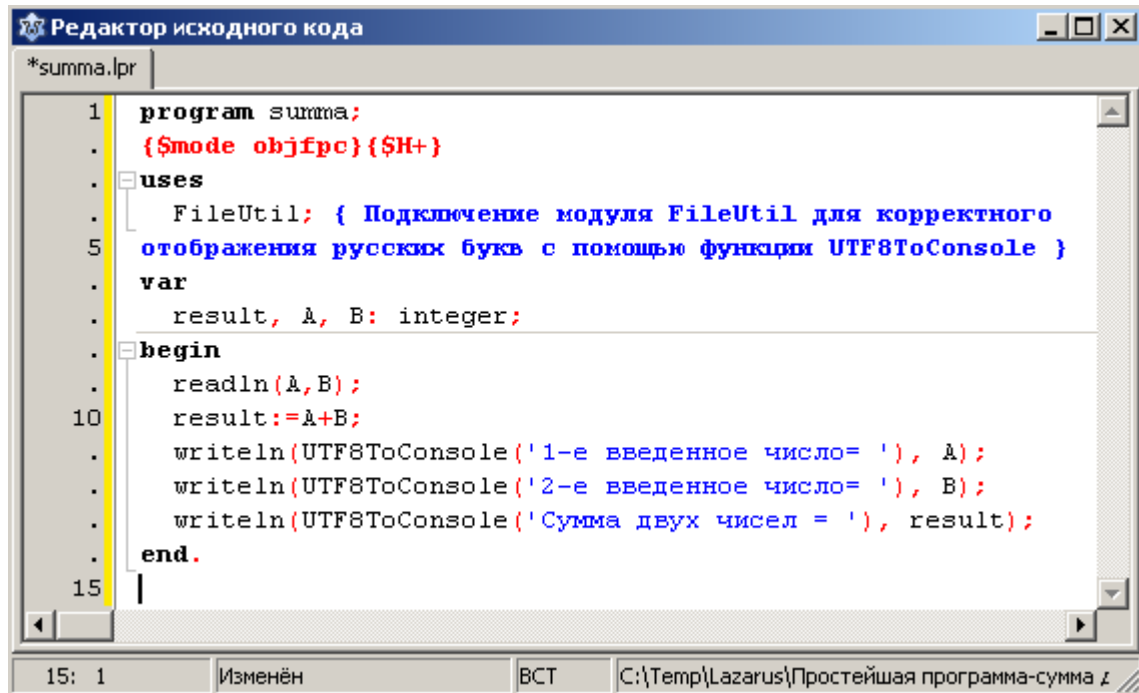 Редактор исходного кода
*summa.lpr
1 program summa;
. {$mode objfpc}{$H+}
. uses
. FileUtil; { Подключение модуля FileUtil для корректного
5 отображения русских букв с помощью функции UTF8ToConsole }
. var
. result, A, B: integer;
. begin
. readln(A,B);
10 result:=A+B;
. writeln(UTF8ToConsole('1-е введенное число= '), A);
. writeln(UTF8ToConsole('2-е введенное число= '), B);
. writeln(UTF8ToConsole('Сумма двух чисел = '), result);
. end.
15
15: 1 Изменён ВСТ C:\Temp\Lazarus\Простейшая программа-сумма